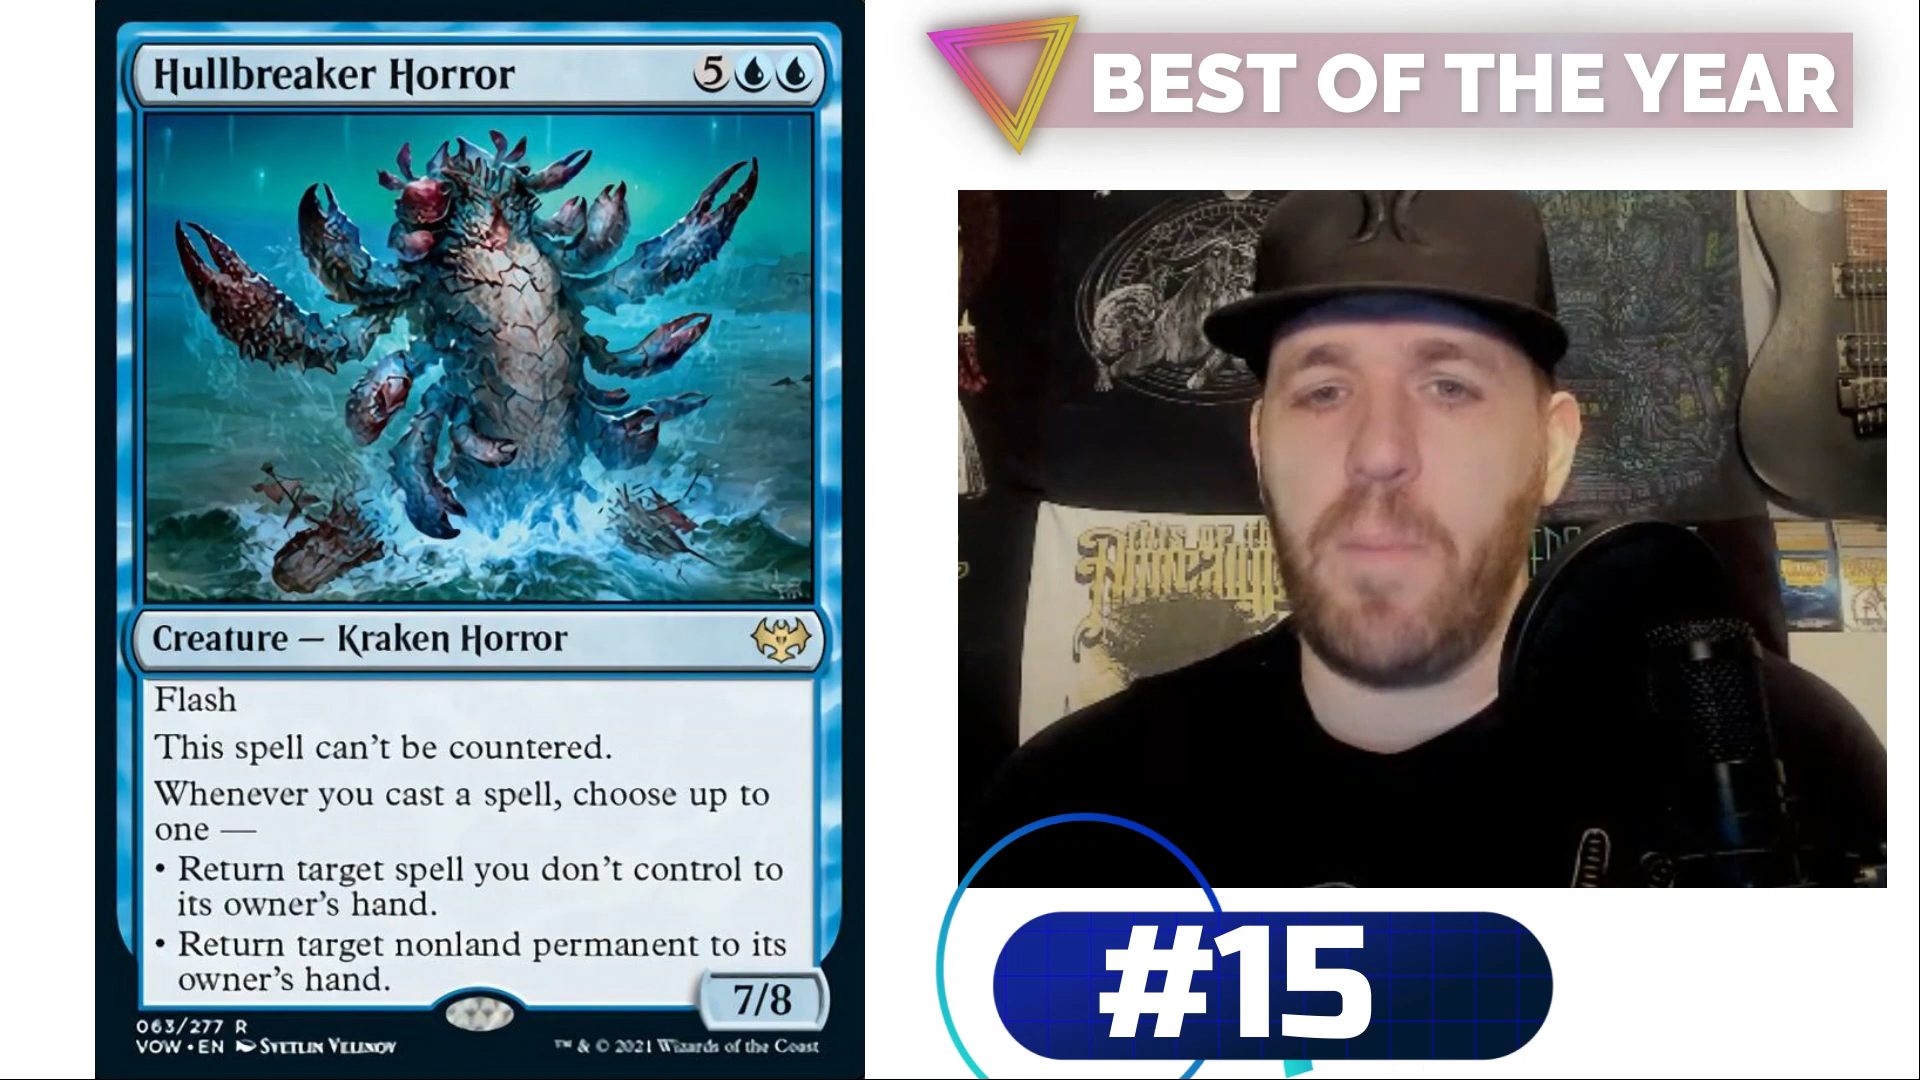 Hullbreaker Horror 5
Creature — Kraken Horror
Flash
This spell can't be countered.
Whenever you cast a spell, choose up to
one —
• Return target spell you don't control to
its owner's hand.
• Return target nonland permanent to its
owner's hand.
7/8
063/277 R
VOW • EN Svetlin Velinov
™ & © 2021 Wizards of the Coast
BEST OF THE YEAR
#15